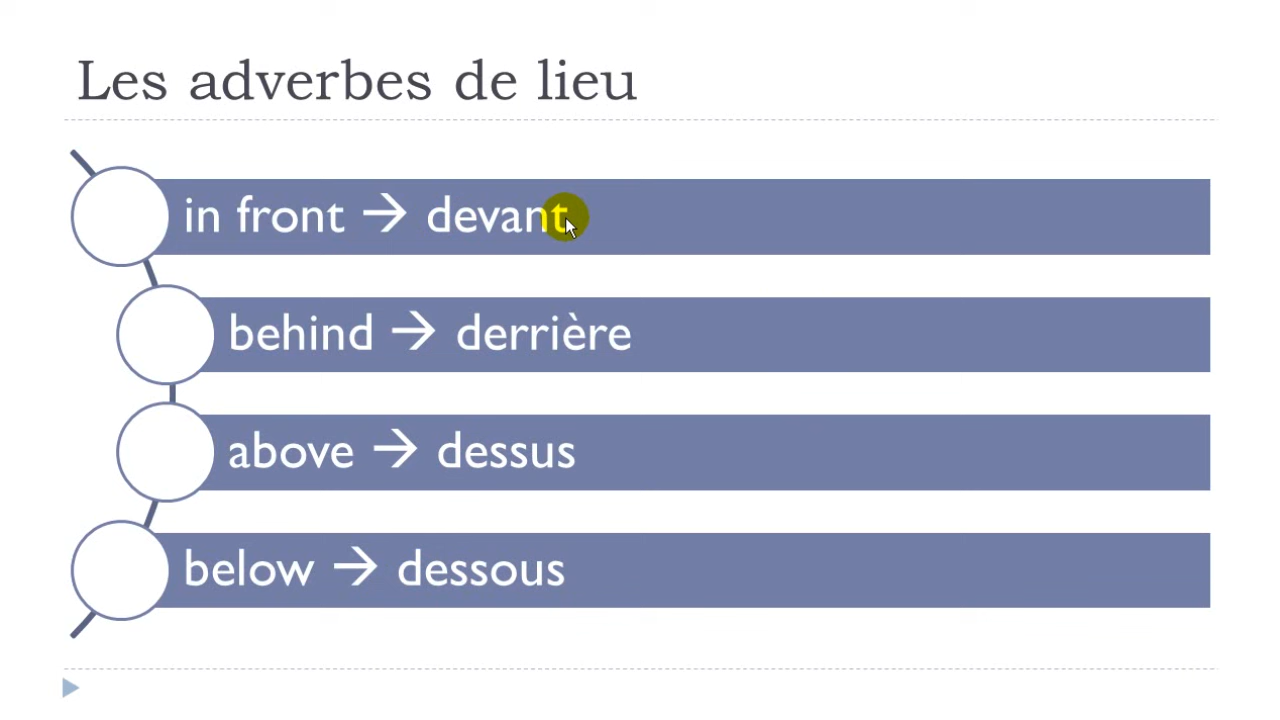 Les adverbes de lieu
in front → devant
behind → derrière
above → dessus
below → dessous